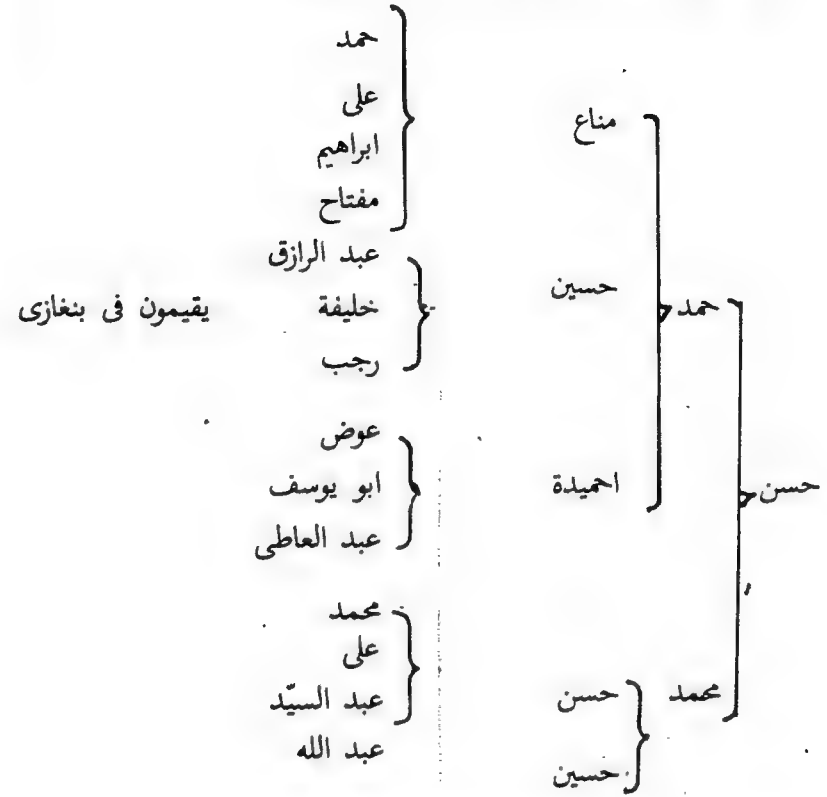 حمد
على
مناع
ابراهيم
مفتاح
عبد الرازق
حسين
حمد
خليفة
يقيمون فى بنغازى
رجب
عوض
حسن
احميدة
ابو يوسف
عبد العاطى
محمد
على
محمد
حسن
عبد السيّد
عبد الله
حسين